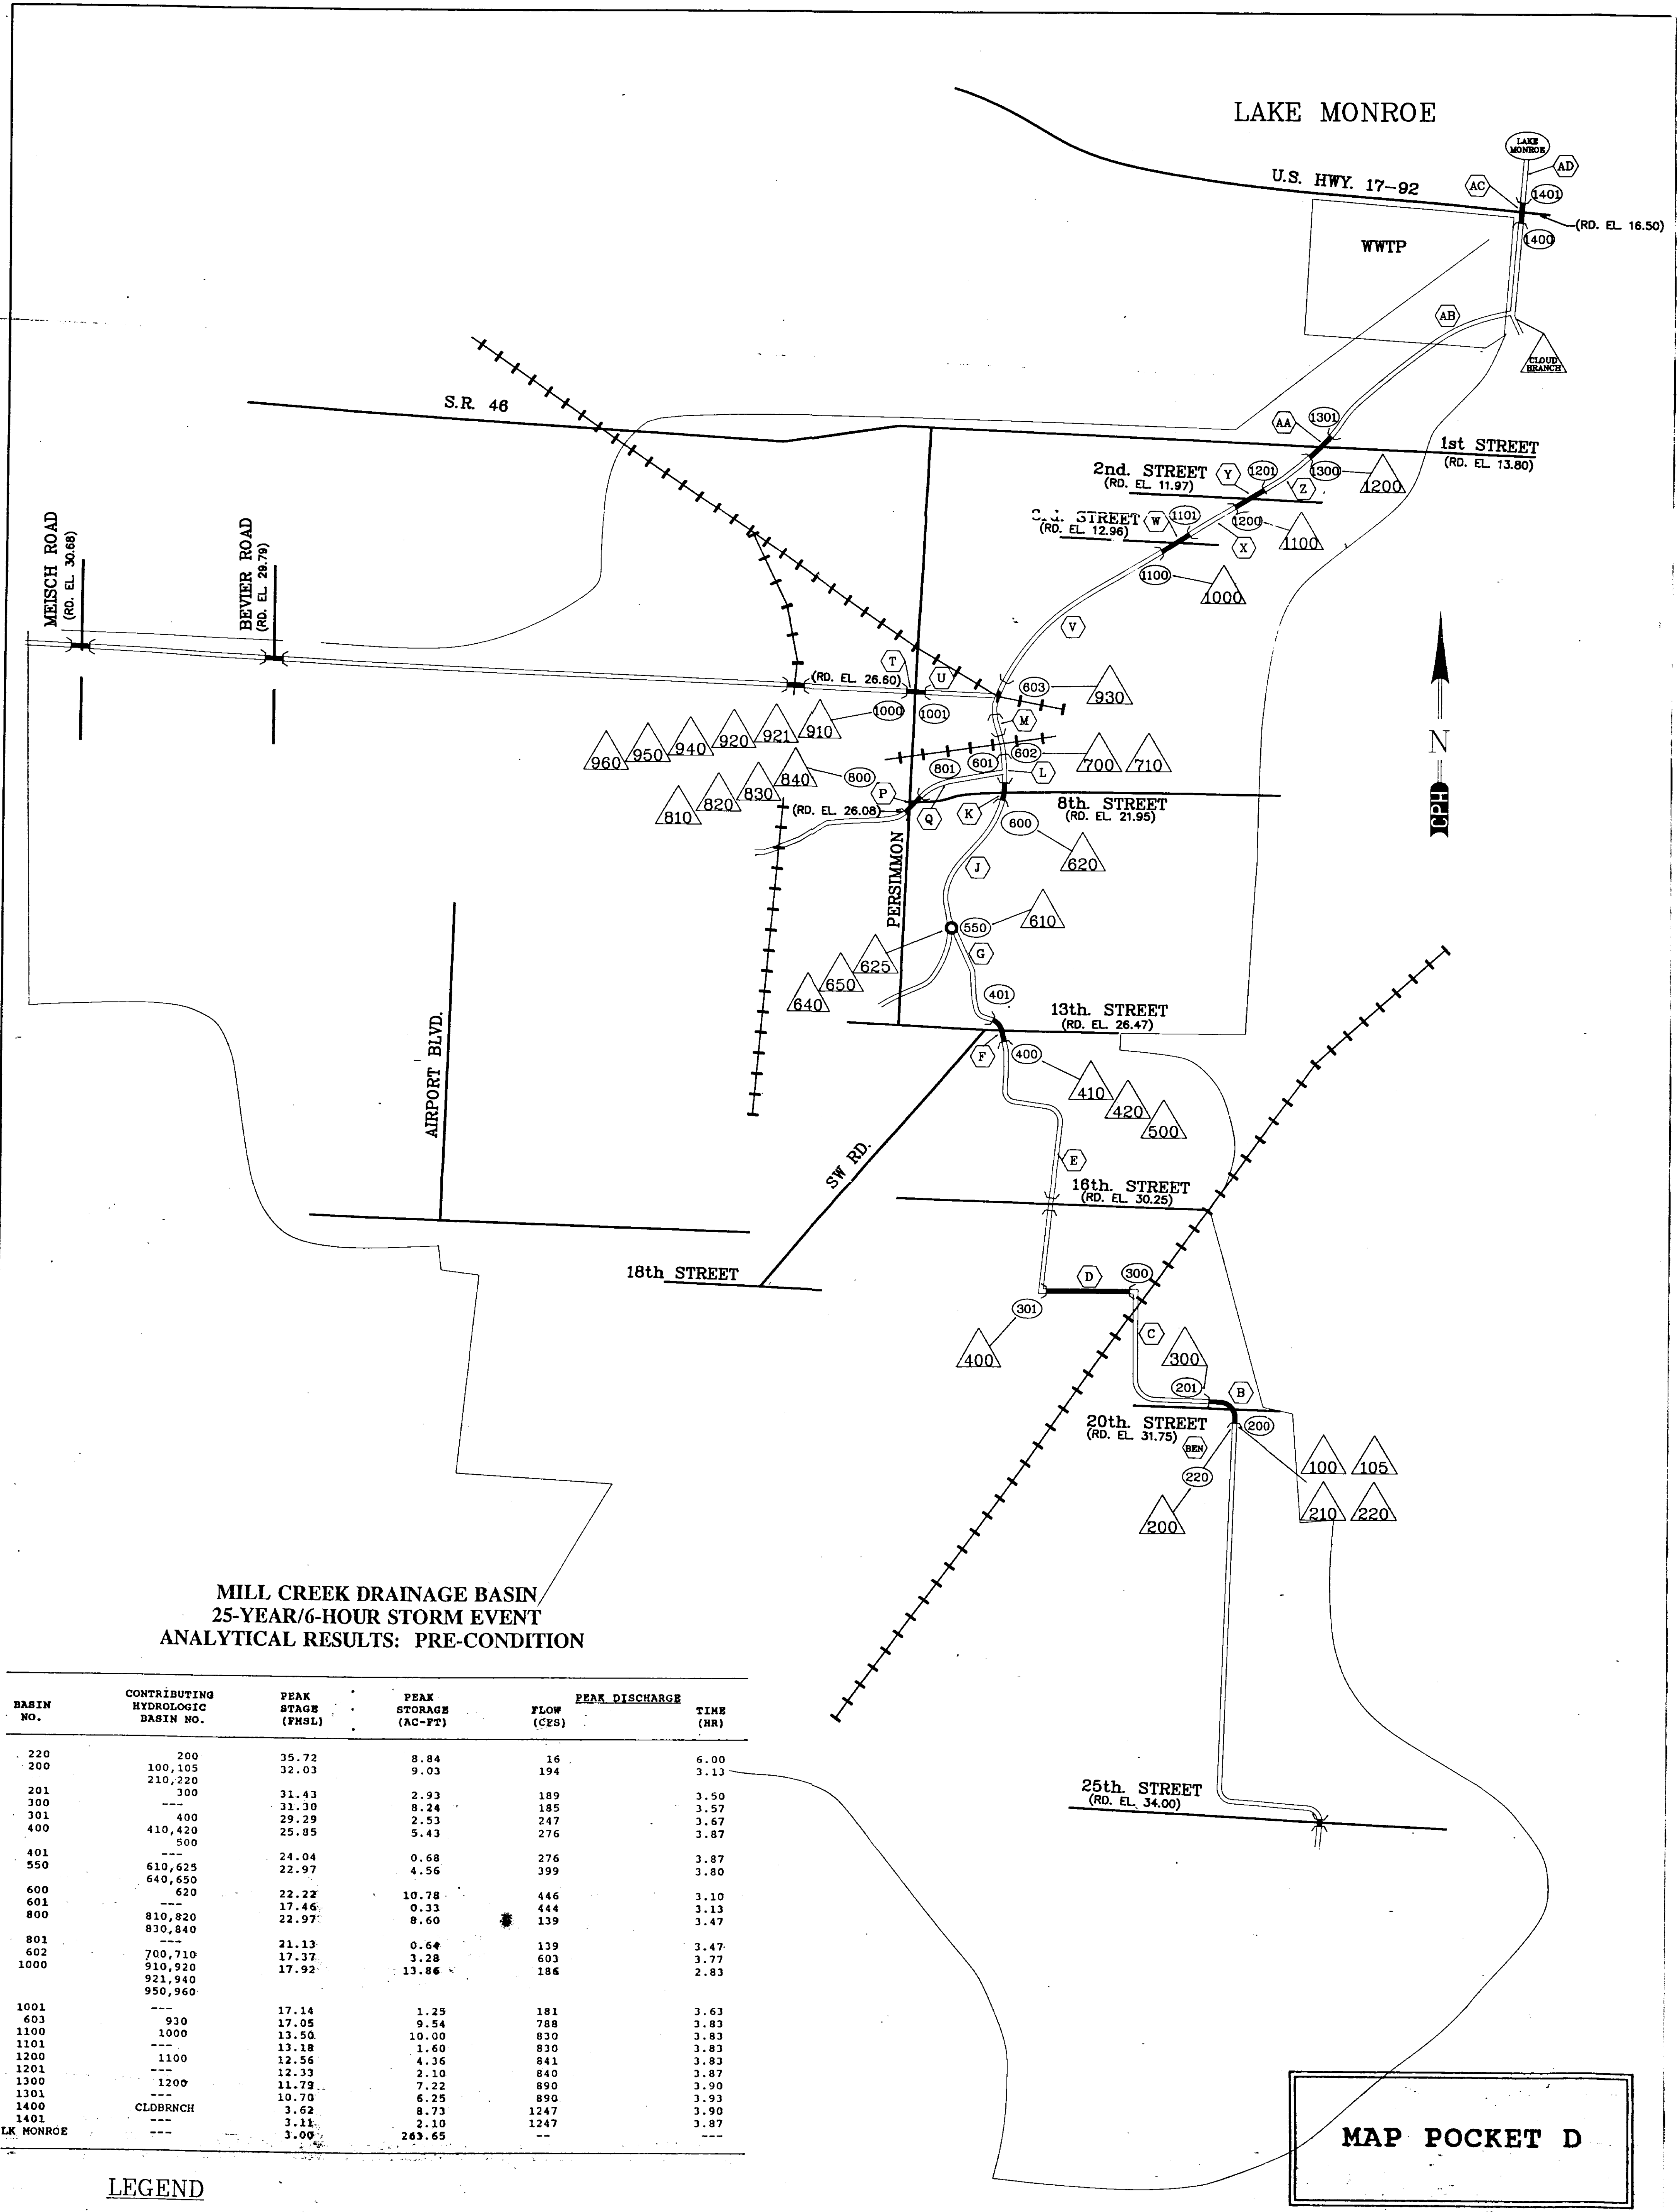 LAKE MONROE
LAKE
MONROE
AD
U.S. HWY. 17-92
AC
1401
(RD. EL. 16.50)
1400
WWTP
AB
CLOUD
BRANCH
S.R. 46
1301
AA
1st STREET
(RD. EL. 13.80)
2nd. STREET
(RD. EL. 11.97)
Y
1201
1300
Z
1200
STREET
(RD. EL. 12.96)
W
1101
1200
X
1100
1100
1000
MEISCH ROAD
(RD. EL. 30.68)
BEVIER ROAD
(RD. EL. 29.79)
V
T
U
(RD. EL. 26.60)
603
930
1000
1001
M
960
950
940
920
921
910
N
801
601
602
700
710
L
810
820
830
840
800
P
(RD. EL. 26.08)
Q
K
8th. STREET
(RD. EL. 21.95)
CPH
600
620
J
PERSIMMON
550
610
G
640
650
625
401
13th. STREET
(RD. EL. 26.47)
F
400
410
420
500
AIRPORT BLVD.
SW RD.
E
16th. STREET
(RD. EL. 30.25)
18th STREET
D
300
301
C
400
300
201
B
20th. STREET
(RD. EL. 31.75)
200
BEN
220
100
105
200
210
220
25th. STREET
(RD. EL. 34.00)
MILL CREEK DRAINAGE BASIN
25-YEAR/6-HOUR STORM EVENT
ANALYTICAL RESULTS: PRE-CONDITION
BASIN NO. CONTRIBUTING HYDROLOGIC BASIN NO. PEAK STAGE (FMSL) PEAK STORAGE (AC-FT) PEAK DISCHARGE FLOW (CFS) TIME (HR)
220 200 35.72 8.84 16 6.00
200 100,105 32.03 9.03 194 3.13
210,220
201 300 31.43 2.93 189 3.50
300 --- 31.30 8.24 185 3.57
301 400 29.29 2.53 247 3.67
400 410,420 25.85 5.43 276 3.87
500
401 --- 24.04 0.68 276 3.87
550 610,625 22.97 4.56 399 3.80
640,650
600 620 22.22 10.78 446 3.10
601 --- 17.46 0.33 444 3.13
800 810,820 22.97 8.60 139 3.47
830,840
801 --- 21.13 0.64 139 3.47
602 700,710 17.37 3.28 603 3.77
1000 910,920 17.92 13.86 186 2.83
921,940
950,960
1001 --- 17.14 1.25 181 3.63
603 930 17.05 9.54 788 3.83
1100 1000 13.50 10.00 830 3.83
1101 --- 13.18 1.60 830 3.83
1200 1100 12.56 4.36 841 3.83
1201 --- 12.33 2.10 840 3.87
1300 1200 11.79 7.22 890 3.90
1301 --- 10.70 6.25 890 3.93
1400 CLDBRNCH 3.62 8.73 1247 3.90
1401 --- 3.11 2.10 1247 3.87
LK MONROE --- 3.00 263.65 -- ---
LEGEND
MAP POCKET D